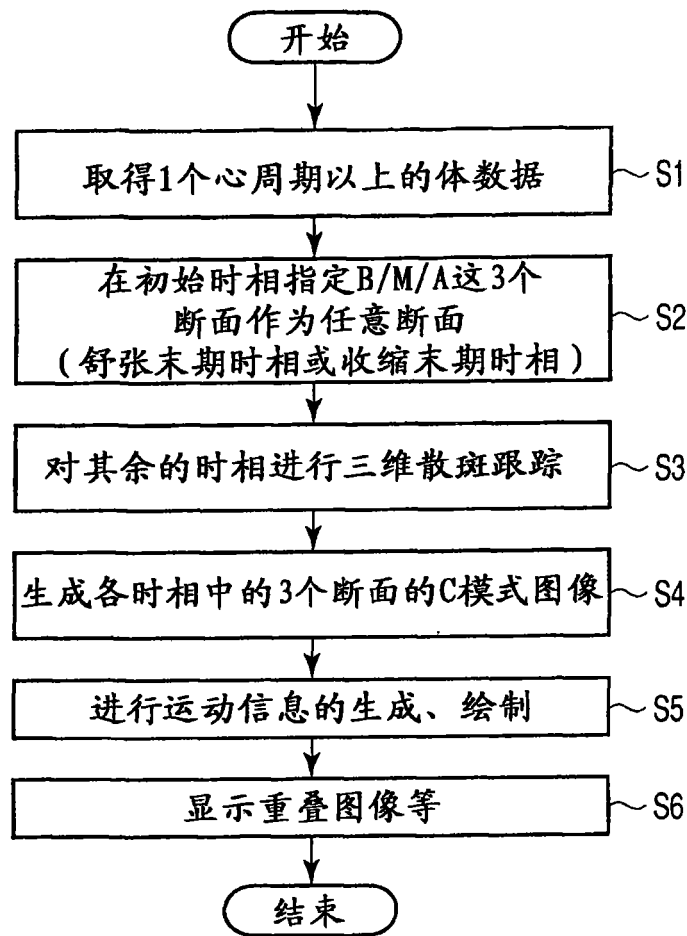 开始
取得1个心周期以上的体数据
S1
在初始时相指定B/M/A这3个
断面作为任意断面
(舒张末期时相或收缩末期时相)
S2
对其余的时相进行三维散斑跟踪
S3
生成各时相中的3个断面的C模式图像
S4
进行运动信息的生成、绘制
S5
显示重叠图像等
S6
结束